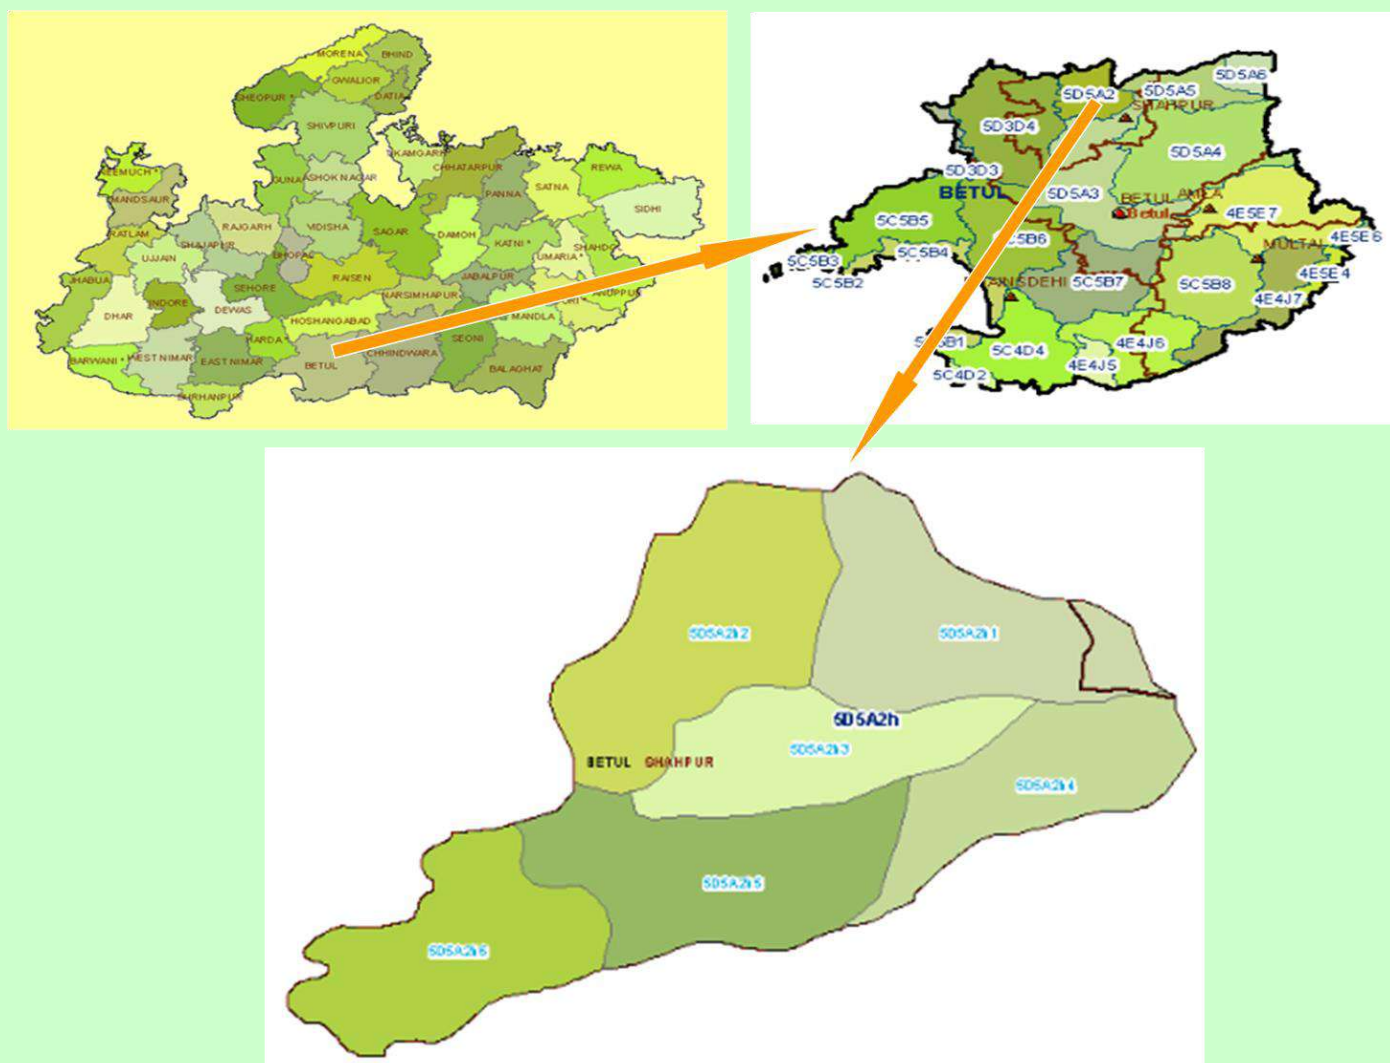 MORENA
BHIND
GWALIOR
SHEOPUR *
DATIA
SHIVPURI
NEEMUCH *
MANDSAUR
GUNA
ASHOK NAGAR
KAMGARH
CHHATARPUR
PANNA
SATNA
REWA
SIDHI
RATLAM
SHAJAPUR
RAJGARH
VIDISHA
SAGAR
DAMOH
KATNI *
UMARIA *
SHAHDO
UJJAIN
BHOPAL
JHABUA
INDORE
SEHORE
RAISEN
NARSIMHAPUR
JABALPUR
ANUPPUR
DHAR
DEWAS
HOSHANGABAD
MANDLA
BARWANI *
WEST NIMAR
EAST NIMAR
HARDA *
BETUL
CHHINDWARA
SEONI
BALAGHAT
BURHANPUR
5D5A6
5D5A2
5D5A5
SHAHPUR
5D3D4
5D5A4
5D3D3
BETUL
5D5A3
BETUL
AMLA
Betul
4E5E7
5C5B5
5C5B6
4E5E6
5C5B4
MULTAI
5C5B3
5C5B2
4E5E4
5C5B7
5C5B8
4E4J7
5C4D4
4E4J6
4E4J5
5C4D2
5D5A2h2
5D5A2h1
5D5A2h
5D5A2h3
BETUL SHAHPUR
5D5A2h4
5D5A2h5
5D5A2h6